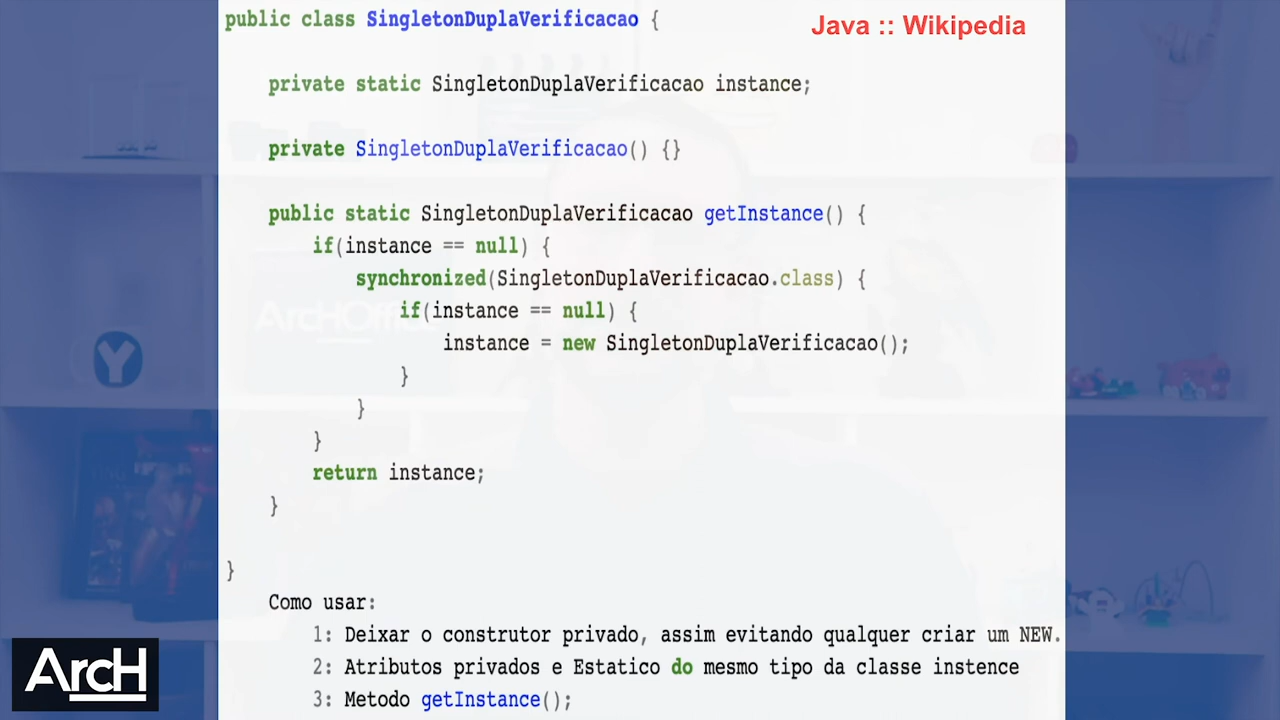 public class SingletonDuplaVerificacao {
Java :: Wikipedia
private static SingletonDuplaVerificacao instance;
private SingletonDuplaVerificacao() {}
public static SingletonDuplaVerificacao getInstance() {
if(instance == null) {
synchronized(SingletonDuplaVerificacao.class) {
if(instance == null) {
instance = new SingletonDuplaVerificacao();
}
}
}
return instance;
}
}
Como usar:
1: Deixar o construtor privado, assim evitando qualquer criar um NEW.
2: Atributos privados e Estatico do mesmo tipo da classe instence
3: Metodo getInstance();
ArcHOffic
Y
ArcH